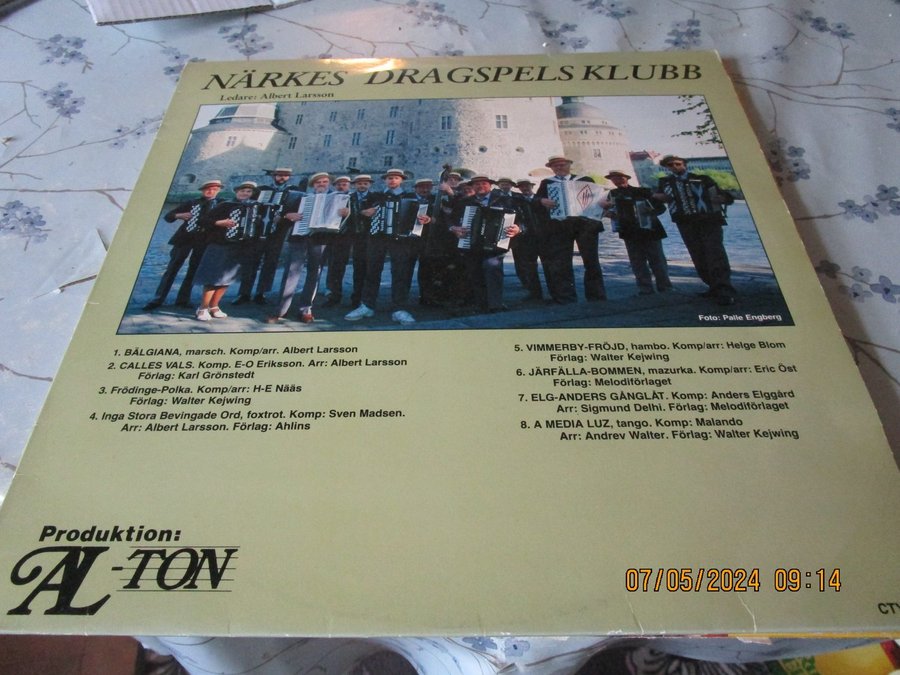 NÄRKES DRAGSPELS KLUBB
Ledare: Albert Larsson
Foto: Palle Engberg
1. BÄLGIANA, marsch. Komp/arr. Albert Larsson
2. CALLES VALS. Komp. E-O Eriksson. Arr: Albert Larsson
Förlag: Karl Grönstedt
3. Frödinge-Polka. Komp/arr: H-E Nääs
Förlag: Walter Kejwing
4. Inga Stora Bevingade Ord, foxtrot. Komp: Sven Madsen.
Arr: Albert Larsson. Förlag: Ahlins
5. VIMMERBY-FRÖJD, hambo. Komp/arr: Helge Blom
Förlag: Walter Kejwing
6. JÄRFÄLLA-BOMMEN, mazurka. Komp/arr: Eric Öst
Förlag: Melodiförlaget
7. ELG-ANDERS GÅNGLÅT. Komp: Anders Elggård
Arr: Sigmund Delhi. Förlag: Melodiförlaget
8. A MEDIA LUZ, tango. Komp: Malando
Arr: Andrev Walter. Förlag: Walter Kejwing
Produktion:
AL-TON
07/05/2024 09:14